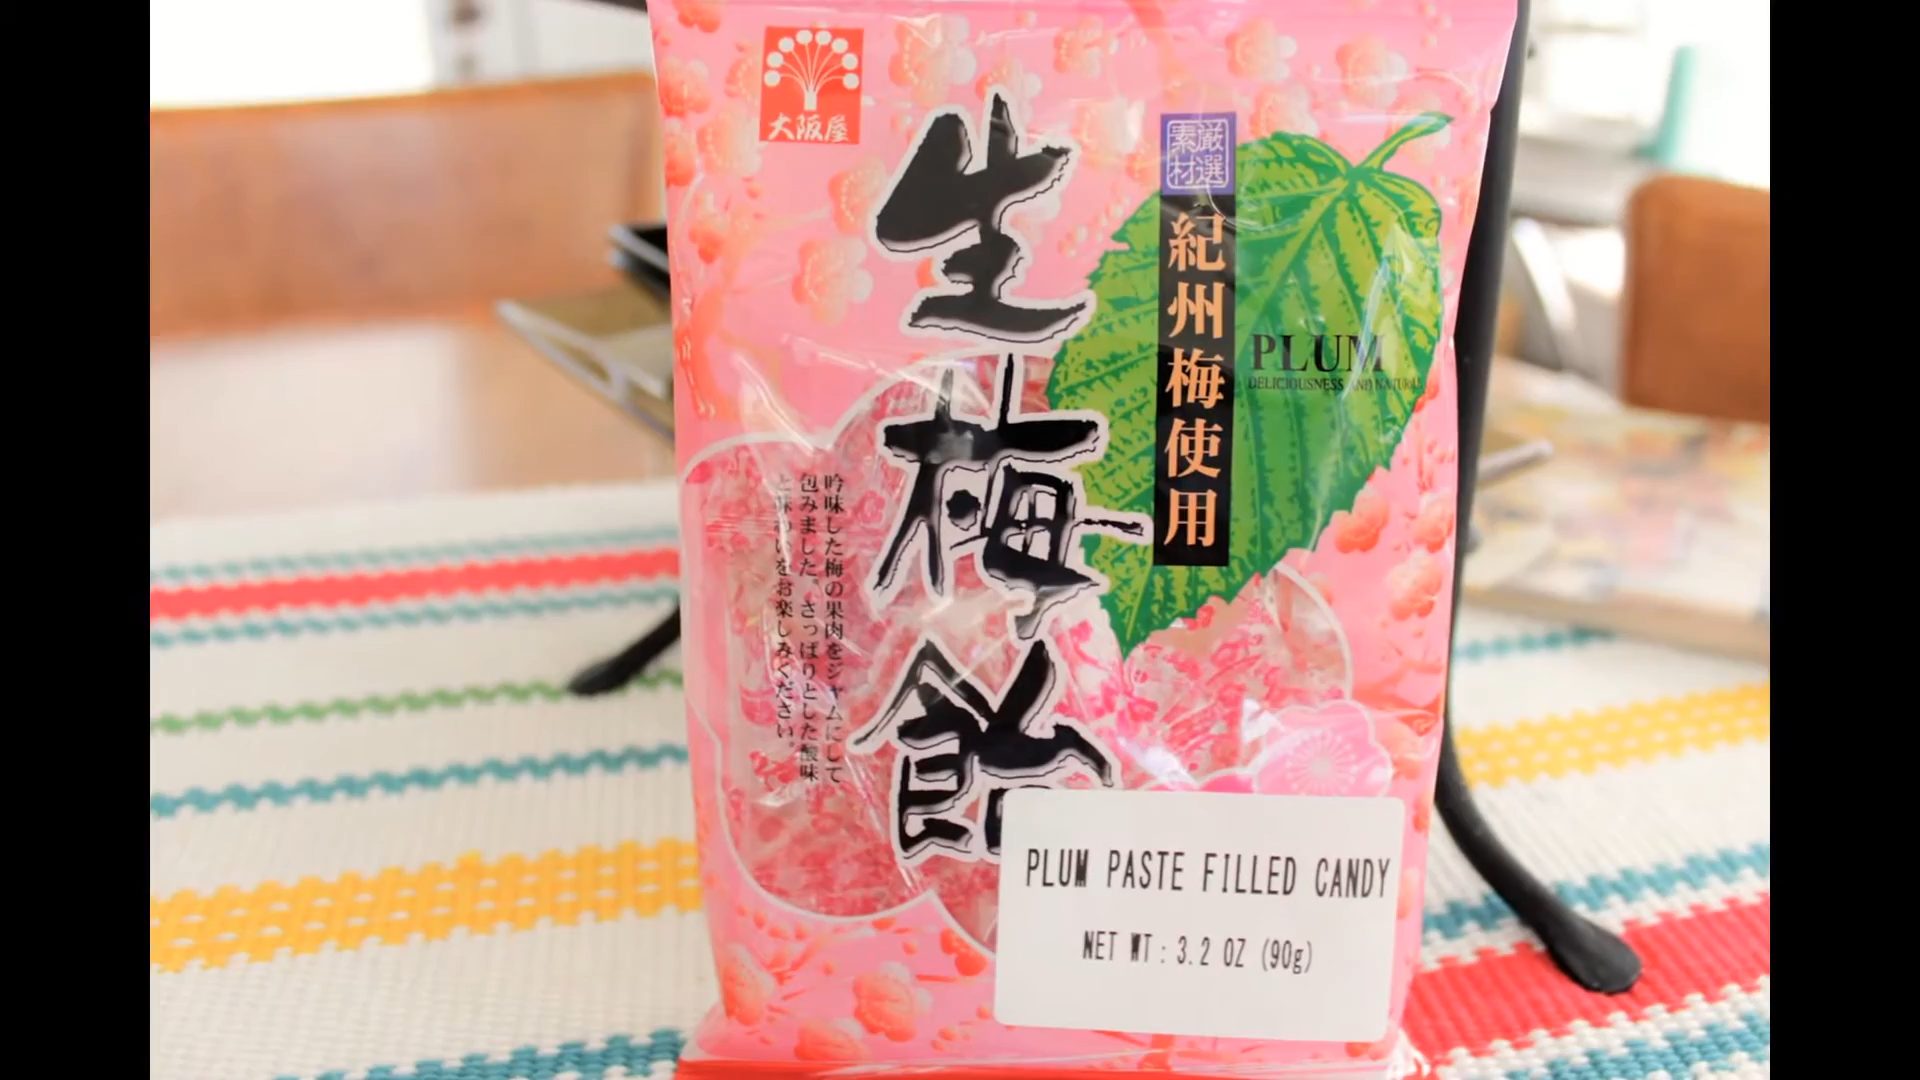 大阪屋
生梅飴
厳選
素材
紀州梅使用
PLUM
DELICIOUSNESS AND NATURAL
吟味した梅の果肉をジャムにして
包みました。さっぱりとした酸味
と味わいをお楽しみください。
PLUM PASTE FILLED CANDY
NET WT : 3.2 OZ (90g)